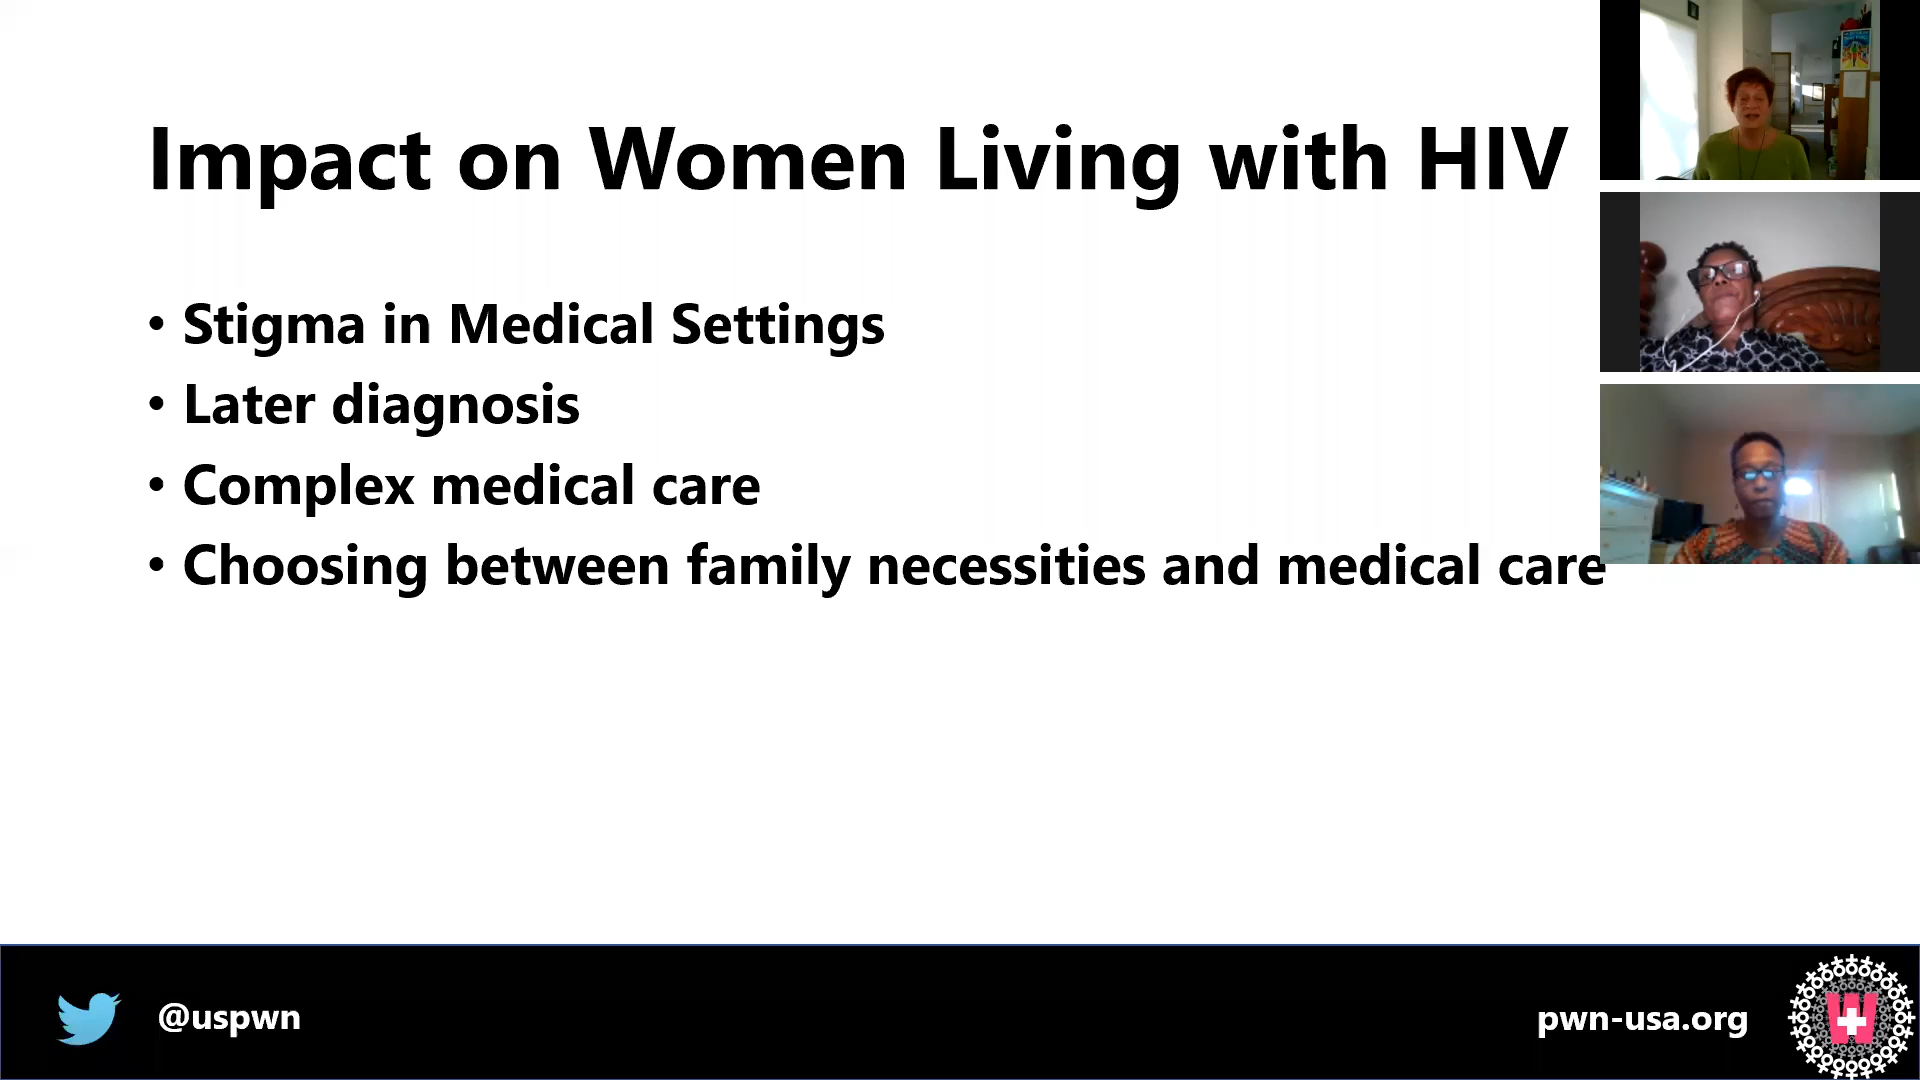 Impact on Women Living with HIV
• Stigma in Medical Settings
• Later diagnosis
• Complex medical care
• Choosing between family necessities and medical care
@uspwn
pwn-usa.org
W